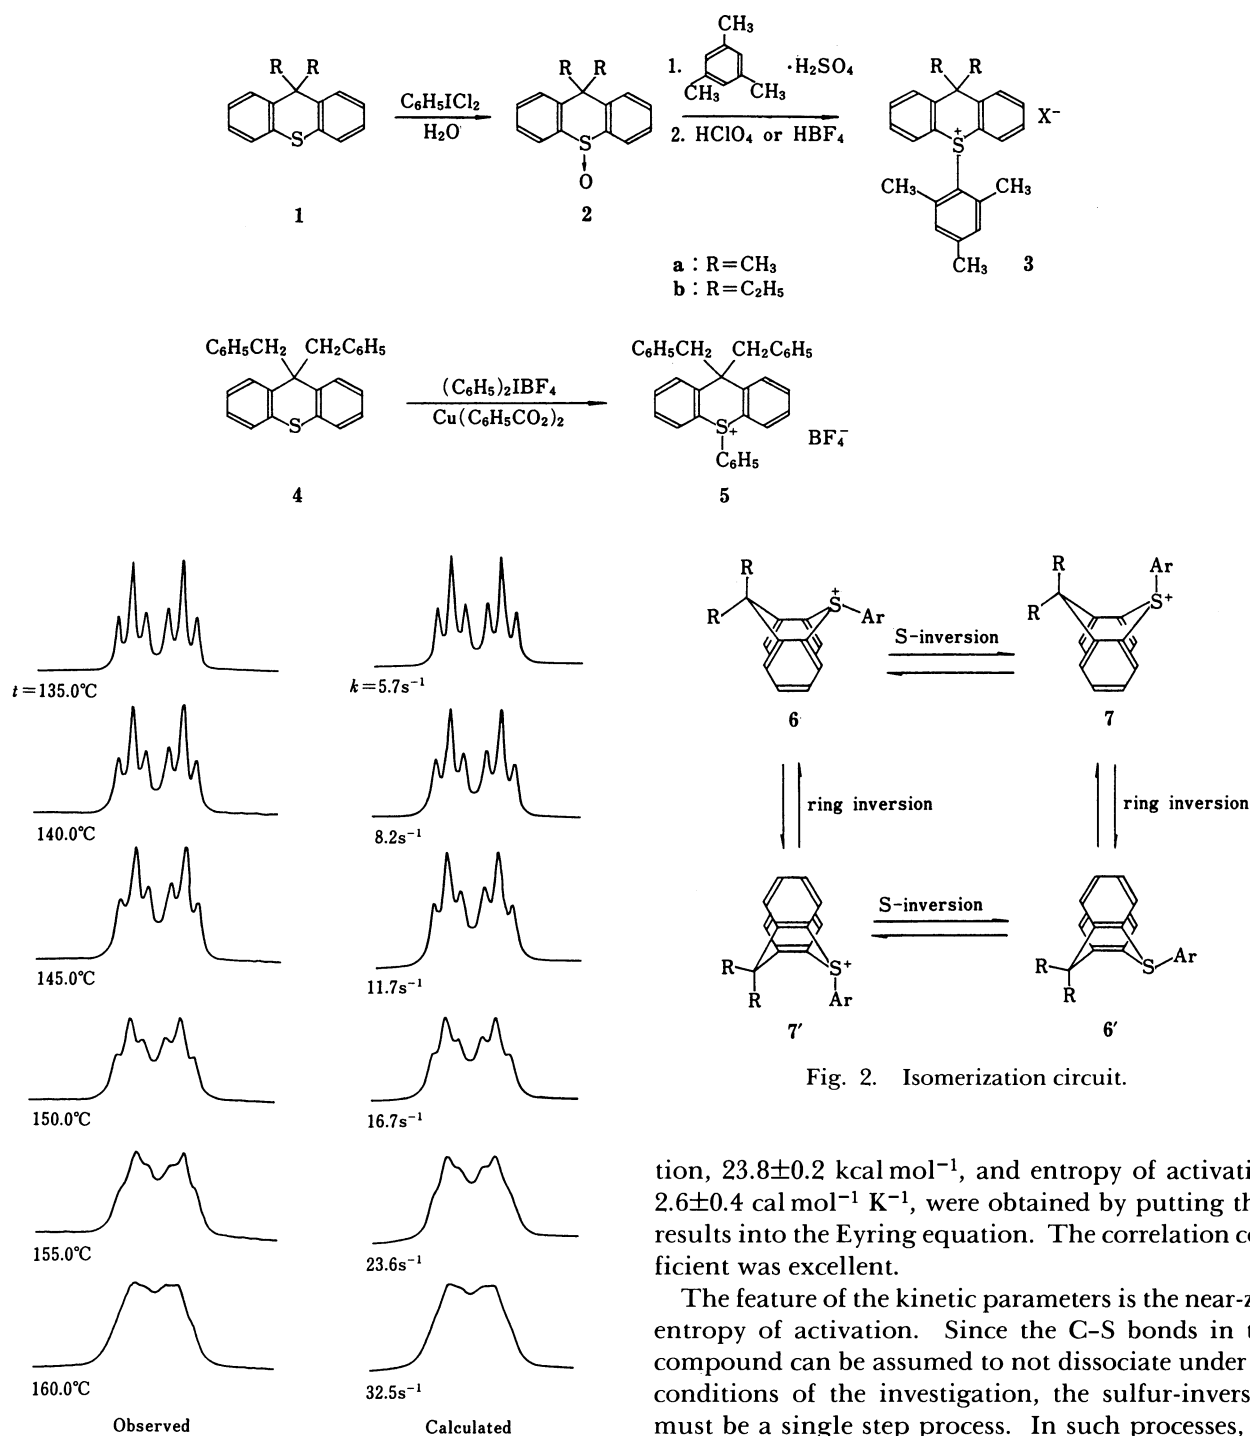 R R
S
1
C₆H₅ICl₂
H₂O
R R
S
O
2
1.
CH₃
CH₃ CH₃
·H₂SO₄
2. HClO₄ or HBF₄
R R
S+
X⁻
CH₃ CH₃
CH₃
3
a : R=CH₃
b : R=C₂H₅
C₆H₅CH₂ CH₂C₆H₅
S
4
(C₆H₅)₂IBF₄
Cu(C₆H₅CO₂)₂
C₆H₅CH₂ CH₂C₆H₅
S+
C₆H₅
BF₄⁻
5
t=135.0°C
k=5.7s⁻¹
140.0°C
8.2s⁻¹
145.0°C
11.7s⁻¹
150.0°C
16.7s⁻¹
155.0°C
23.6s⁻¹
160.0°C
32.5s⁻¹
Observed
Calculated
R
R
S+
Ar
6
S-inversion
R
R
Ar
S+
7
ring inversion
ring inversion
R
R
S+
Ar
7′
S-inversion
R
R
S
Ar
6′
Fig. 2. Isomerization circuit.
tion, 23.8±0.2 kcal mol⁻¹, and entropy of activati
2.6±0.4 cal mol⁻¹ K⁻¹, were obtained by putting th
results into the Eyring equation. The correlation co
ficient was excellent.
The feature of the kinetic parameters is the near-z
entropy of activation. Since the C–S bonds in t
compound can be assumed to not dissociate under
conditions of the investigation, the sulfur-invers
must be a single step process. In such processes,